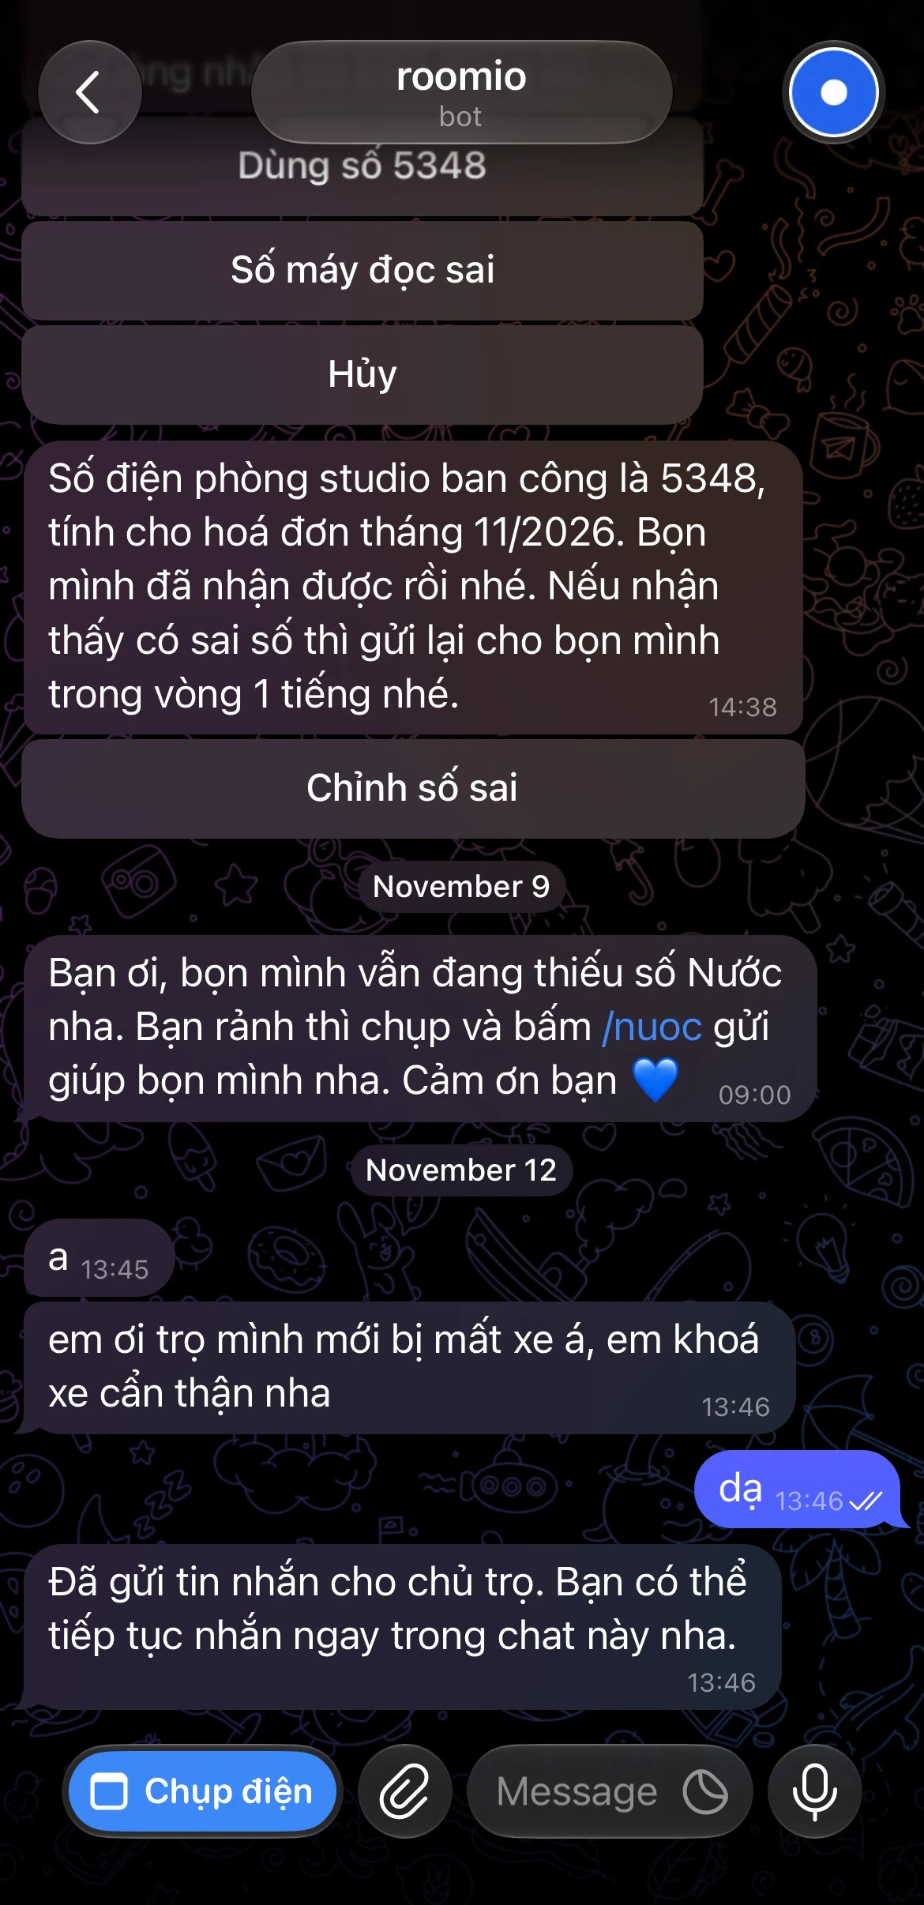 roomio
bot
Dùng số 5348
Số máy đọc sai
Hủy
Số điện phòng studio ban công là 5348,
tính cho hoá đơn tháng 11/2026. Bọn
mình đã nhận được rồi nhé. Nếu nhận
thấy có sai số thì gửi lại cho bọn mình
trong vòng 1 tiếng nhé.
14:38
Chỉnh số sai
November 9
Bạn ơi, bọn mình vẫn đang thiếu số Nước
nha. Bạn rảnh thì chụp và bấm /nuoc gửi
giúp bọn mình nha. Cảm ơn bạn 💙
09:00
November 12
a 13:45
em ơi trọ mình mới bị mất xe á, em khoá
xe cẩn thận nha
13:46
dạ 13:46
Đã gửi tin nhắn cho chủ trọ. Bạn có thể
tiếp tục nhắn ngay trong chat này nha.
13:46
Chụp điện
Message